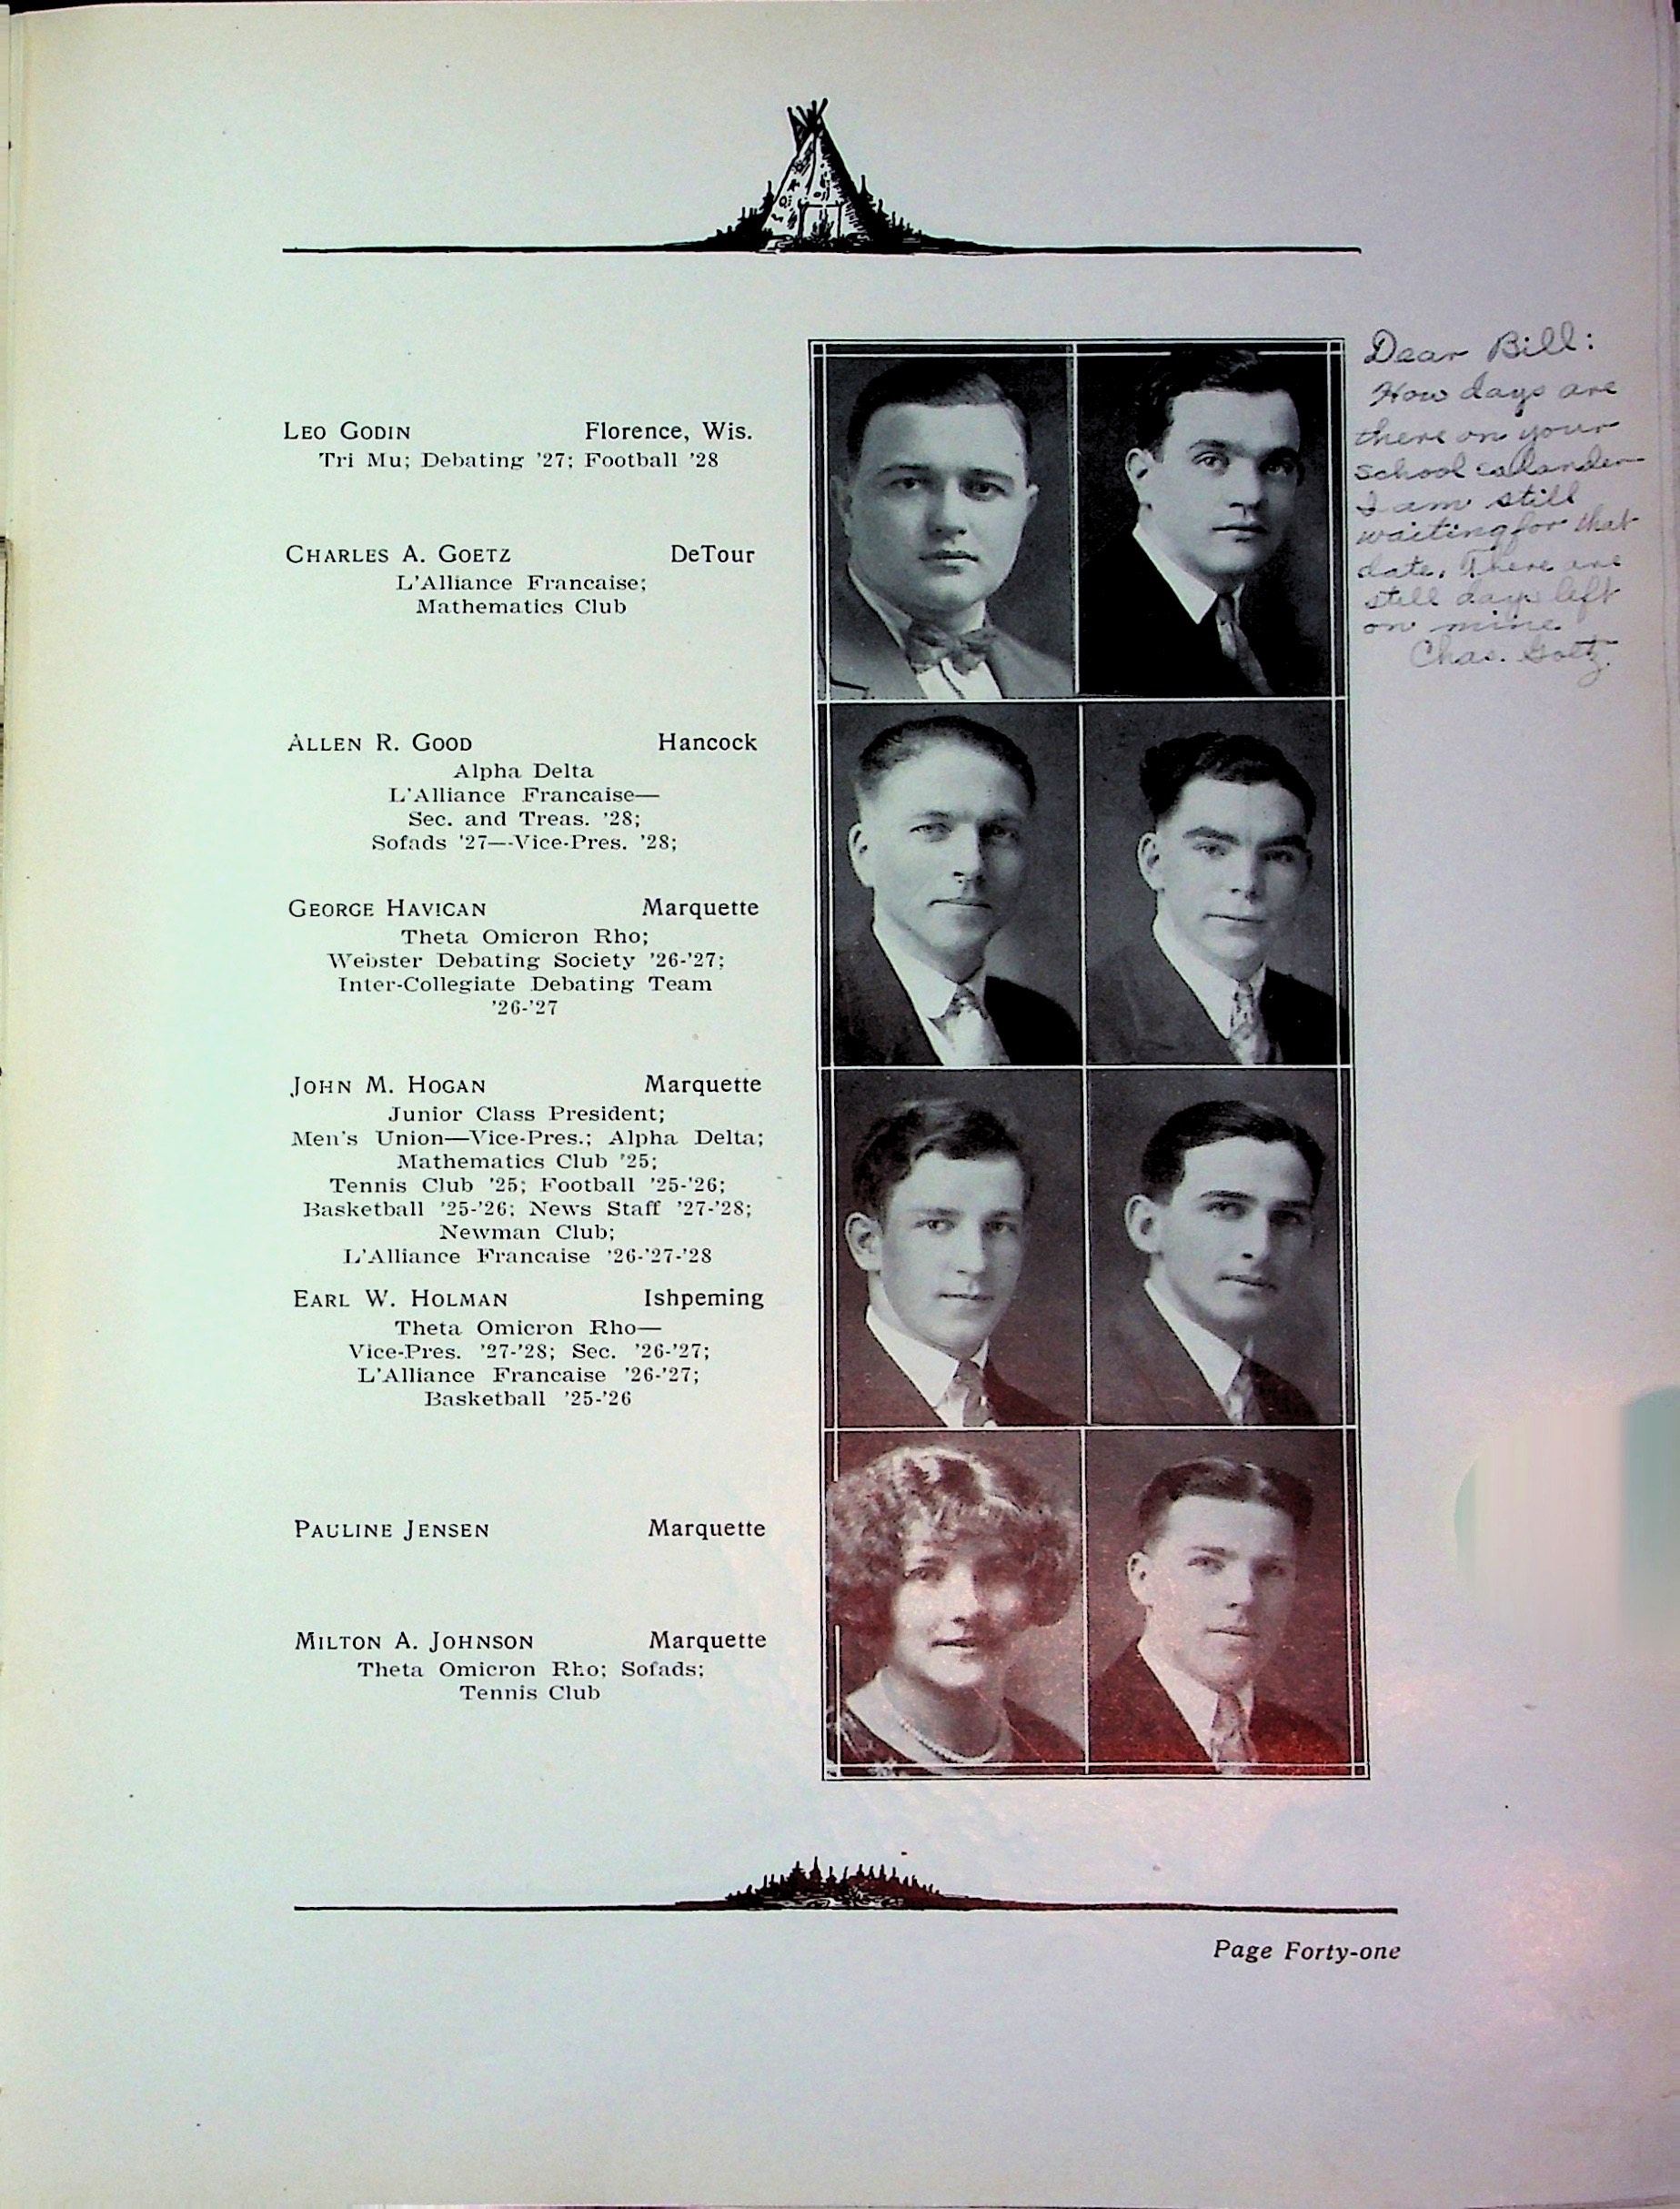 LEO GODIN Florence, Wis.
Tri Mu; Debating '27; Football '28
CHARLES A. GOETZ DeTour
L'Alliance Francaise;
Mathematics Club
ALLEN R. GOOD Hancock
Alpha Delta
L'Alliance Francaise—
Sec. and Treas. '28;
Sofads '27—-Vice-Pres. '28;
GEORGE HAVICAN Marquette
Theta Omicron Rho;
Webster Debating Society '26-'27;
Inter-Collegiate Debating Team
'26-'27
JOHN M. HOGAN Marquette
Junior Class President;
Men's Union—Vice-Pres.; Alpha Delta;
Mathematics Club '25;
Tennis Club '25; Football '25-'26;
Basketball '25-'26; News Staff '27-'28;
Newman Club;
L'Alliance Francaise '26-'27-'28
EARL W. HOLMAN Ishpeming
Theta Omicron Rho—
Vice-Pres. '27-'28; Sec. '26-'27;
L'Alliance Francaise '26-'27;
Basketball '25-'26
PAULINE JENSEN Marquette
MILTON A. JOHNSON Marquette
Theta Omicron Rho; Sofads;
Tennis Club
Dear Bill:
How days are
there on your
school callander
I am still
waiting for that
date. There are
still days left
on mine
Chas. Goetz.
Page Forty-one